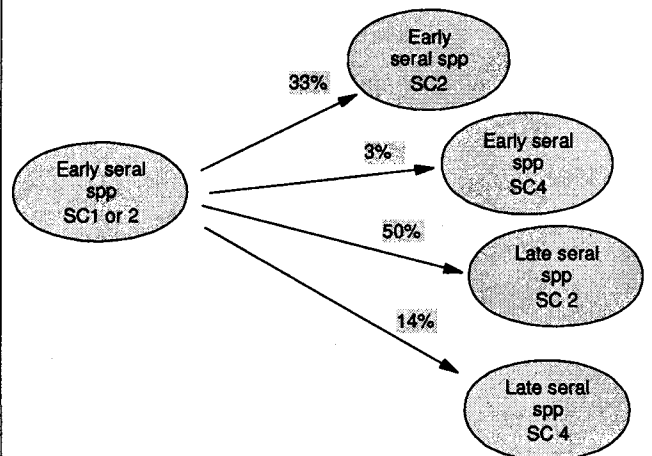 Early
seral spp
SC2
33%
Early seral
spp
SC4
3%
Early seral
spp
SC1 or 2
50%
Late seral
spp
SC 2
14%
Late seral
spp
SC 4